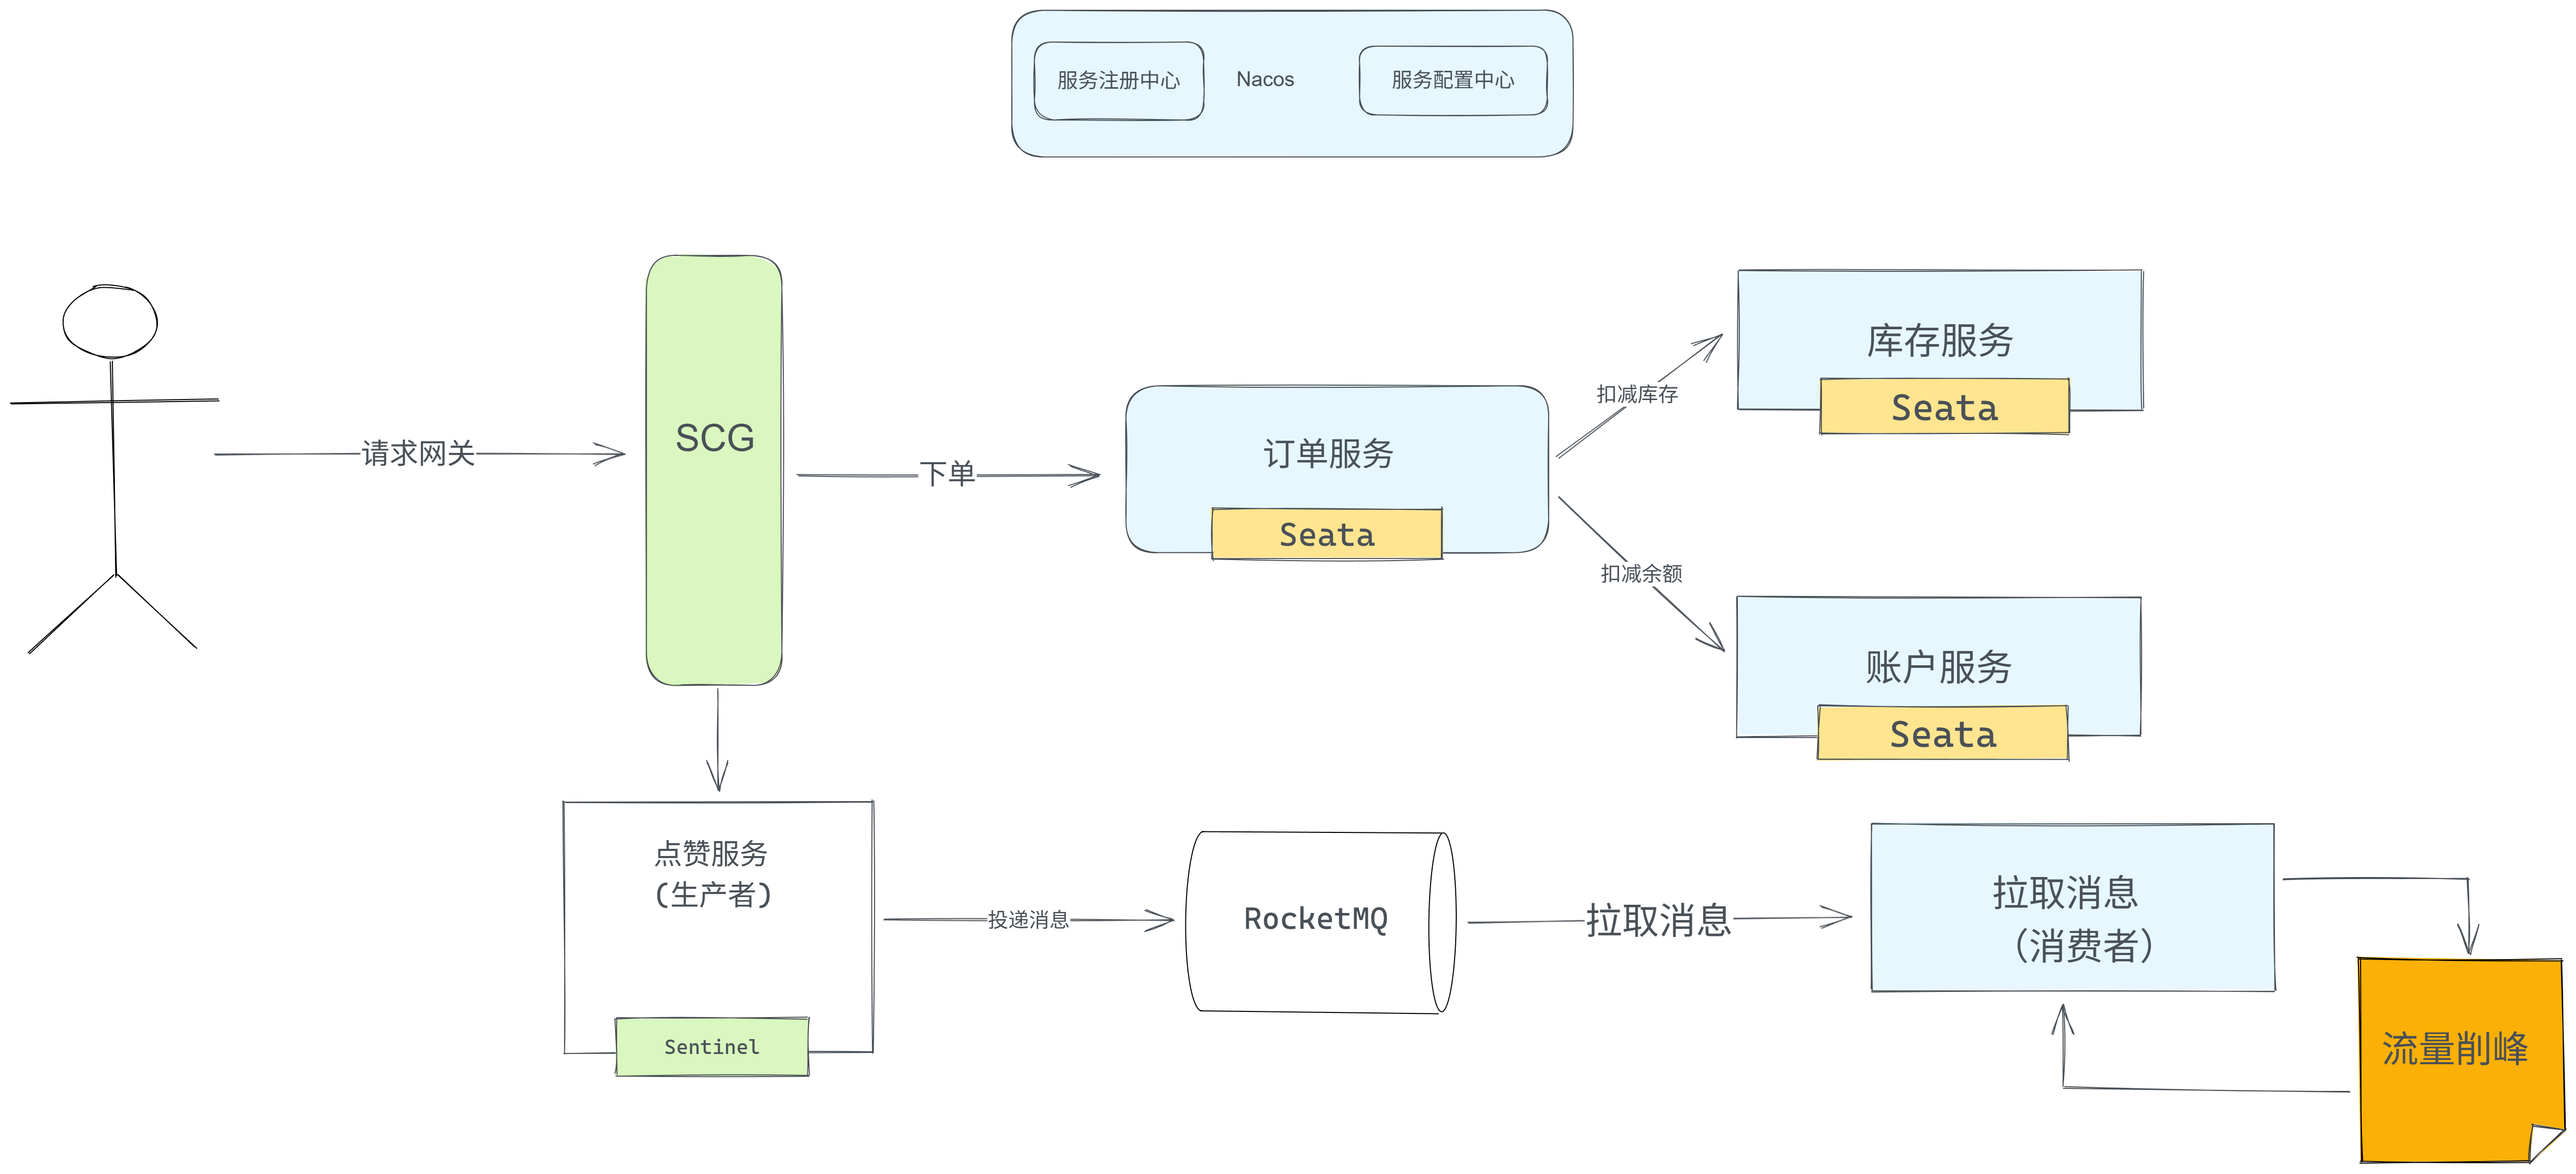 服务注册中心
Nacos
服务配置中心
请求网关
SCG
下单
订单服务
Seata
扣减库存
库存服务
Seata
扣减余额
账户服务
Seata
点赞服务
(生产者)
Sentinel
投递消息
RocketMQ
拉取消息
拉取消息
（消费者）
流量削峰